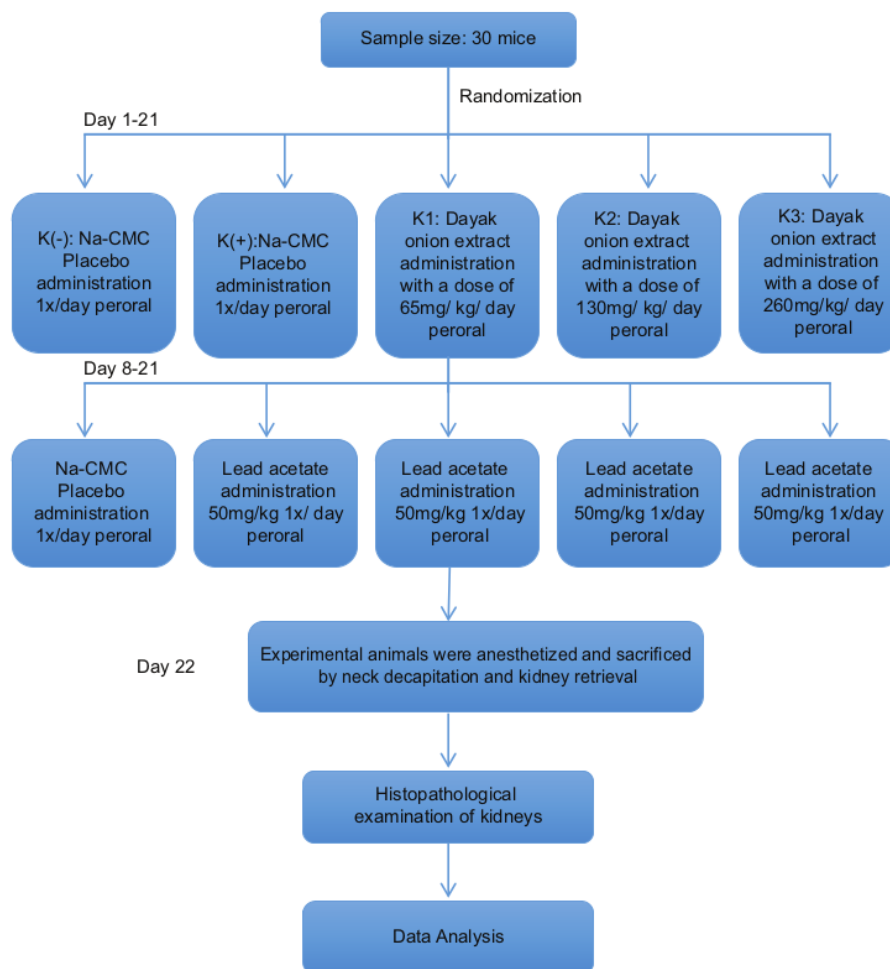 Sample size: 30 mice
Randomization
Day 1-21
K(-): Na-CMC
Placebo
administration
1x/day peroral
K(+):Na-CMC
Placebo
administration
1x/day peroral
K1: Dayak
onion extract
administration
with a dose of
65mg/ kg/ day
peroral
K2: Dayak
onion extract
administration
with a dose of
130mg/ kg/ day
peroral
K3: Dayak
onion extract
administration
with a dose of
260mg/kg/ day
peroral
Day 8-21
Na-CMC
Placebo
administration
1x/day peroral
Lead acetate
administration
50mg/kg 1x/ day
peroral
Lead acetate
administration
50mg/kg 1x/day
peroral
Lead acetate
administration
50mg/kg 1x/day
peroral
Lead acetate
administration
50mg/kg 1x/day
peroral
Day 22
Experimental animals were anesthetized and sacrificed
by neck decapitation and kidney retrieval
Histopathological
examination of kidneys
Data Analysis